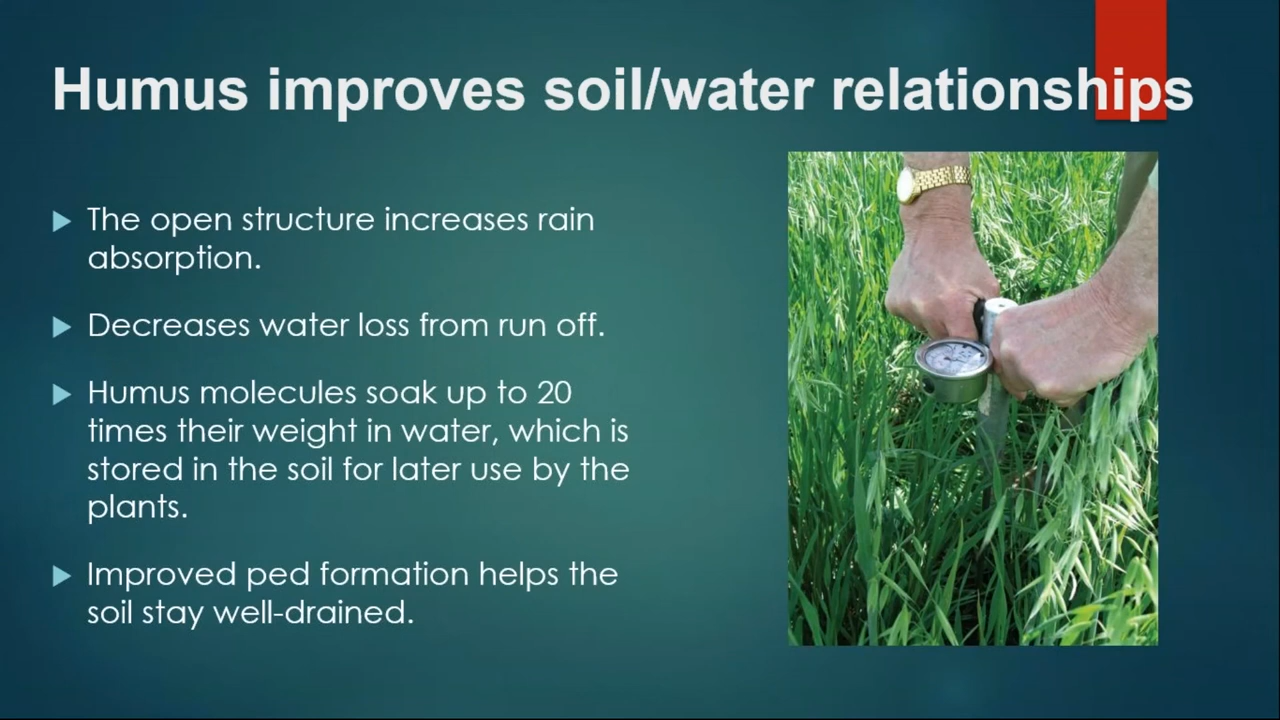 Humus improves soil/water relationships
The open structure increases rain
absorption.
Decreases water loss from run off.
Humus molecules soak up to 20
times their weight in water, which is
stored in the soil for later use by the
plants.
Improved ped formation helps the
soil stay well-drained.